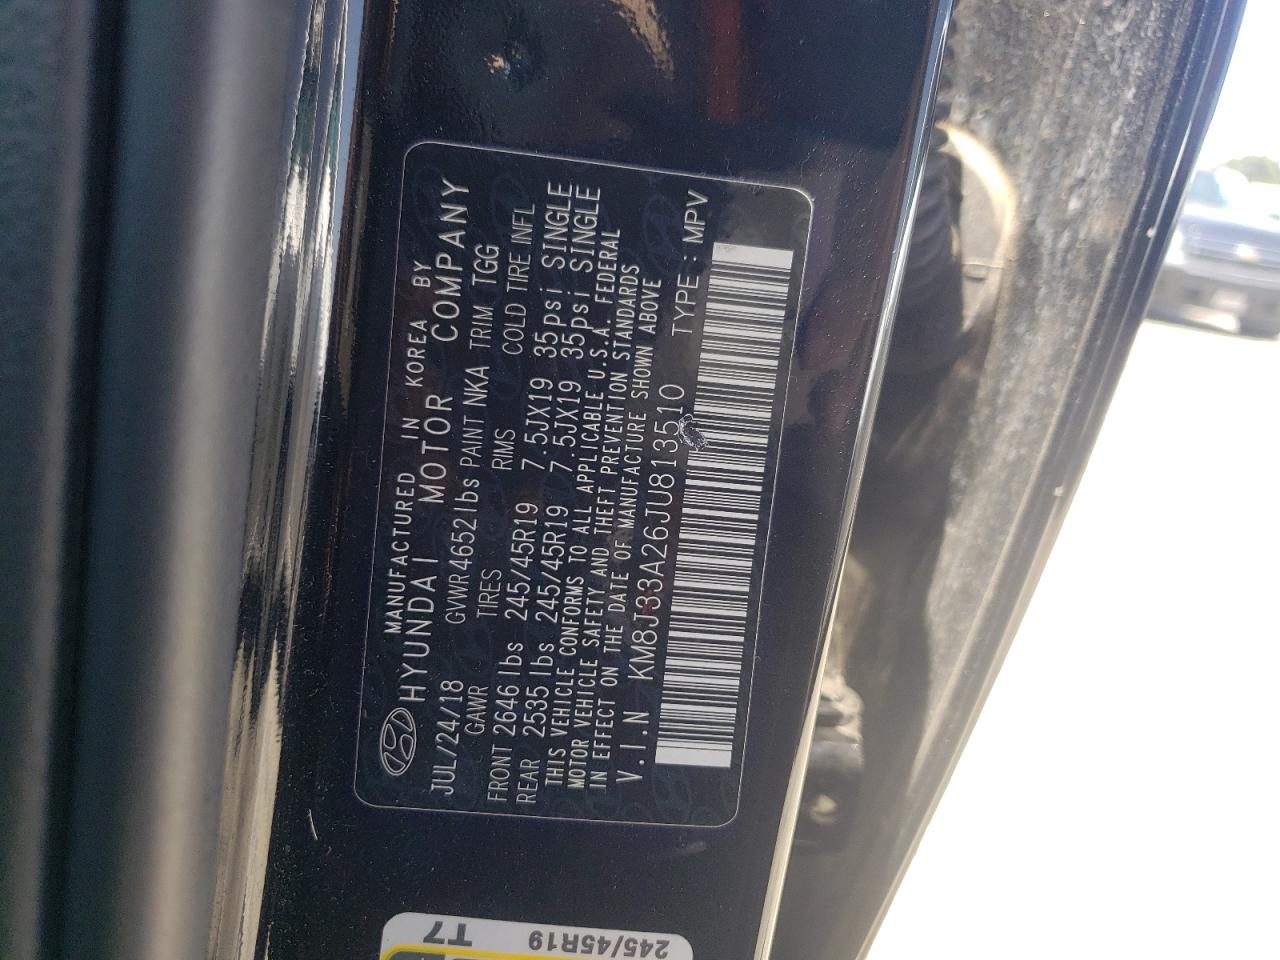 MANUFACTURED IN KOREA BY
HYUNDAI MOTOR COMPANY
JUL/24/18 GVWR4652lbs PAINT NKA TRIM TGG
GAWR TIRES RIMS COLD TIRE INFL
FRONT 2646lbs 245/45R19 7.5JX19 35psi SINGLE
REAR 2535lbs 245/45R19 7.5JX19 35psi SINGLE
THIS VEHICLE CONFORMS TO ALL APPLICABLE U.S.A. FEDERAL
MOTOR VEHICLE SAFETY AND THEFT PREVENTION STANDARDS
IN EFFECT ON THE DATE OF MANUFACTURE SHOWN ABOVE
V.I.N KM8J33A26JU813510 TYPE: MPV
245/45R19
T7